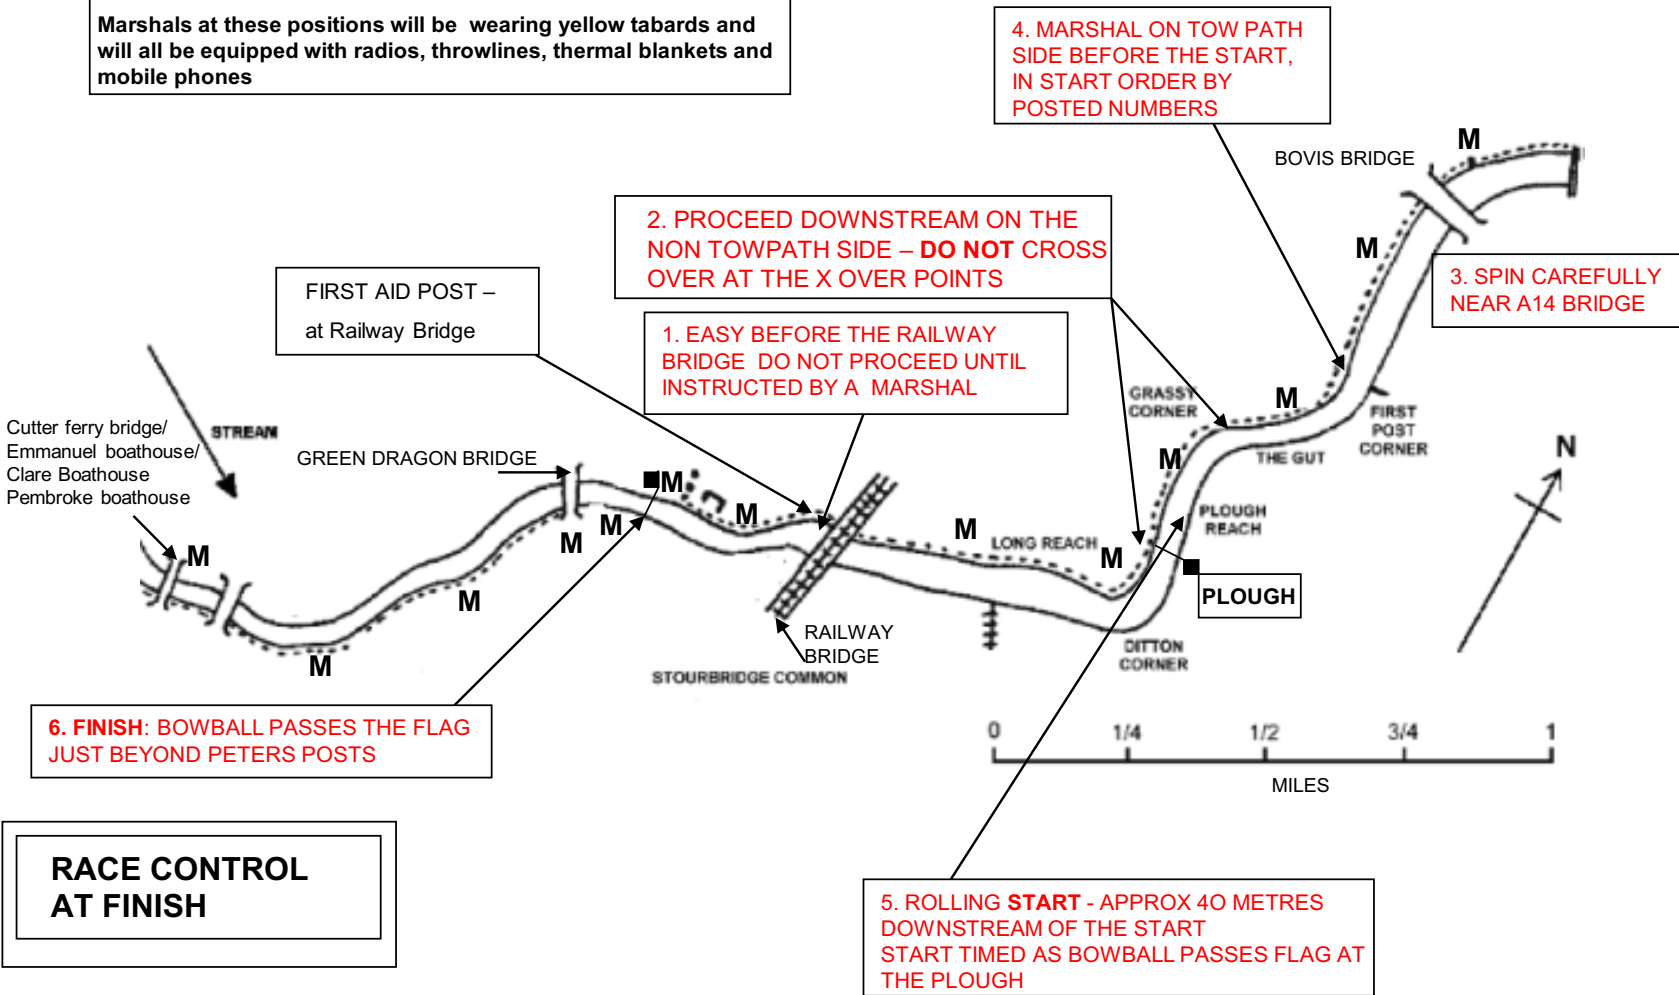 Marshals at these positions will be  wearing yellow tabards and
will all be equipped with radios, throwlines, thermal blankets and
mobile phones
4. MARSHAL ON TOW PATH
SIDE BEFORE THE START,
IN START ORDER BY
POSTED NUMBERS
M
BOVIS BRIDGE
2. PROCEED DOWNSTREAM ON THE
NON TOWPATH SIDE – DO NOT CROSS
OVER AT THE X OVER POINTS
M
3. SPIN CAREFULLY
NEAR A14 BRIDGE
FIRST AID POST –
at Railway Bridge
1. EASY BEFORE THE RAILWAY
BRIDGE  DO NOT PROCEED UNTIL
INSTRUCTED BY A  MARSHAL
GRASSY
CORNER
M
FIRST
POST
CORNER
Cutter ferry bridge/
Emmanuel boathouse/
Clare Boathouse
Pembroke boathouse
STREAM
GREEN DRAGON BRIDGE
M
M
THE GUT
N
M
M
M
M
LONG REACH
M
PLOUGH
REACH
M
M
M
PLOUGH
M
RAILWAY
BRIDGE
DITTON
CORNER
STOURBRIDGE COMMON
6. FINISH: BOWBALL PASSES THE FLAG
JUST BEYOND PETERS POSTS
0
1/4
1/2
3/4
1
MILES
RACE CONTROL
AT FINISH
5. ROLLING START - APPROX 4O METRES
DOWNSTREAM OF THE START
START TIMED AS BOWBALL PASSES FLAG AT
THE PLOUGH